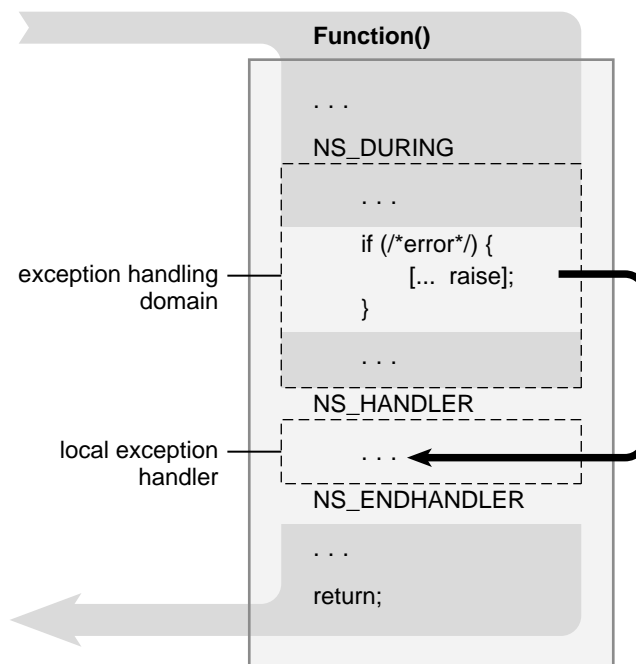 Function()
. . .
NS_DURING
. . .
if (/*error*/) {
[... raise];
}
. . .
exception handling
domain
NS_HANDLER
. . .
local exception
handler
NS_ENDHANDLER
. . .
return;